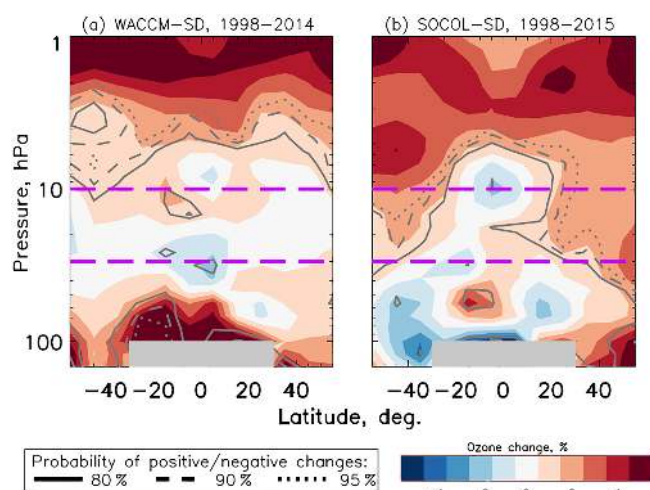 (a) WACCM-SD, 1998-2014
(b) SOCOL-SD, 1998-2015
1
10
100
Pressure, hPa
-40 -20 0 20 40
-40 -20 0 20 40
Latitude, deg.
Probability of positive/negative changes:
80% 90% 95%
Ozone change, %